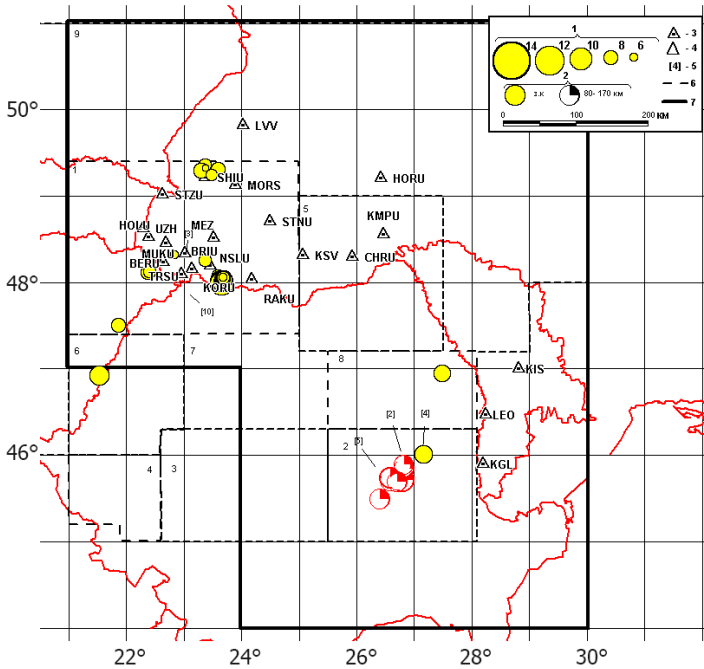 9
1
14 12 10 8 6
2
з.к 80- 170 км
- 3
- 4
[4] - 5
- 6
- 7
0 100 200 км
50°
LVV
1
SHIU
MORS
HORU
STZU
5
KMPU
STNU
HOLU
UZH
[3]
MEZ
MUKU
BRIU
NSLU
KSV
CHRU
BERU
TRSU
48°
KORU
RAKU
[10]
6
7
8
KIS
[2]
[4]
LEO
46°
4
3
2
[5]
KGL
22° 24° 26° 28° 30°